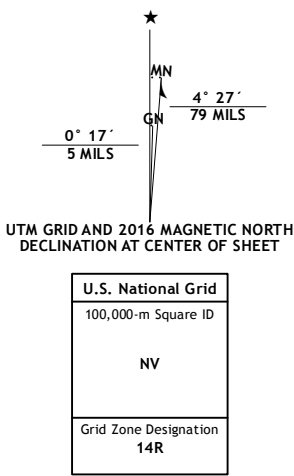 ★
MN
4° 27´
79 MILS
GN
0° 17´
5 MILS
UTM GRID AND 2016 MAGNETIC NORTH
DECLINATION AT CENTER OF SHEET
U.S. National Grid
100,000-m Square ID
NV
Grid Zone Designation
14R